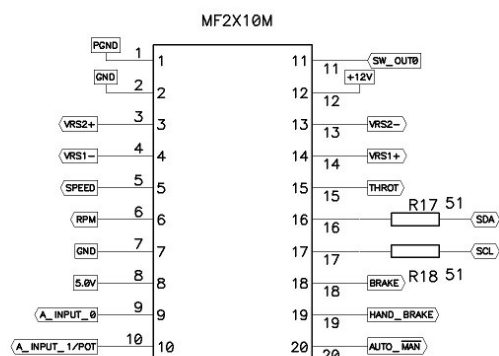 MF2X10M
PGND 1 1 11 11 SW_OUT0
GND 2 2 12 12 +12V
VRS2+ 3 3 13 13 VRS2-
VRS1- 4 4 14 14 VRS1+
SPEED 5 5 15 15 THROT
RPM 6 6 16 16 R17 51 SDA
GND 7 7 17 17 R18 51 SCL
5.0V 8 8 18 18 BRAKE
A_INPUT_0 9 9 19 19 HAND_BRAKE
A_INPUT_1/POT 10 10 20 20 AUTO_MAN